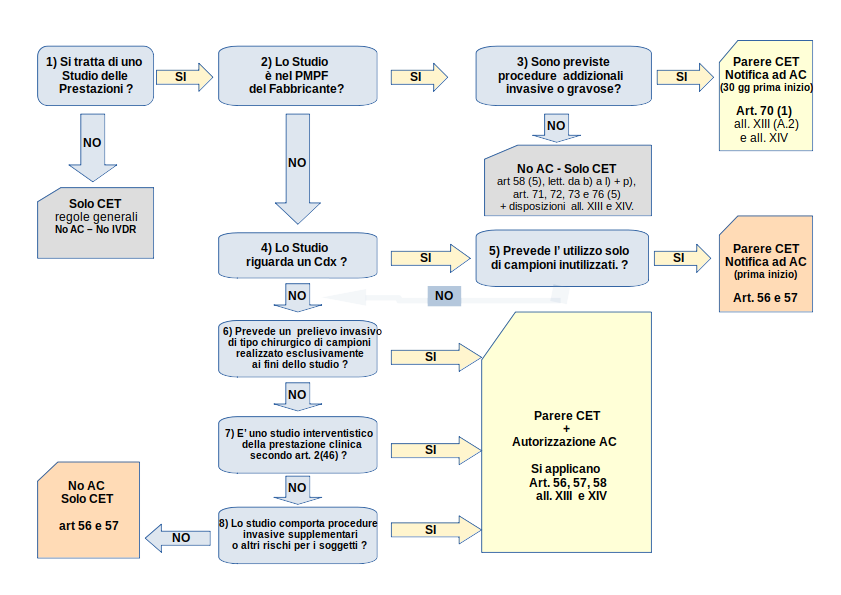 1) Si tratta di uno
Studio delle
Prestazioni ?
SI
2) Lo Studio
è nel PMPF
del Fabbricante?
SI
3) Sono previste
procedure addizionali
invasive o gravose?
SI
Parere CET
Notifica ad AC
(30 gg prima inizio)
Art. 70 (1)
all. XIII (A.2)
e all. XIV
NO
NO
NO
Solo CET
regole generali
No AC – No IVDR
No AC - Solo CET
art 58 (5), lett. da b) a l) + p),
art. 71, 72, 73 e 76 (5)
+ disposizioni all. XIII e XIV.
4) Lo Studio
riguarda un Cdx ?
SI
5) Prevede l’ utilizzo solo
di campioni inutilizzati. ?
SI
Parere CET
Notifica ad AC
(prima inizio)
Art. 56 e 57
NO
NO
6) Prevede un prelievo invasivo
di tipo chirurgico di campioni
realizzato esclusivamente
ai fini dello studio ?
SI
NO
7) E’ uno studio interventistico
della prestazione clinica
secondo art. 2(46) ?
SI
NO
8) Lo studio comporta procedure
invasive supplementari
o altri rischi per i soggetti ?
SI
NO
Parere CET
+
Autorizzazione AC
Si applicano
Art. 56, 57, 58
all. XIII e XIV
No AC
Solo CET
art 56 e 57